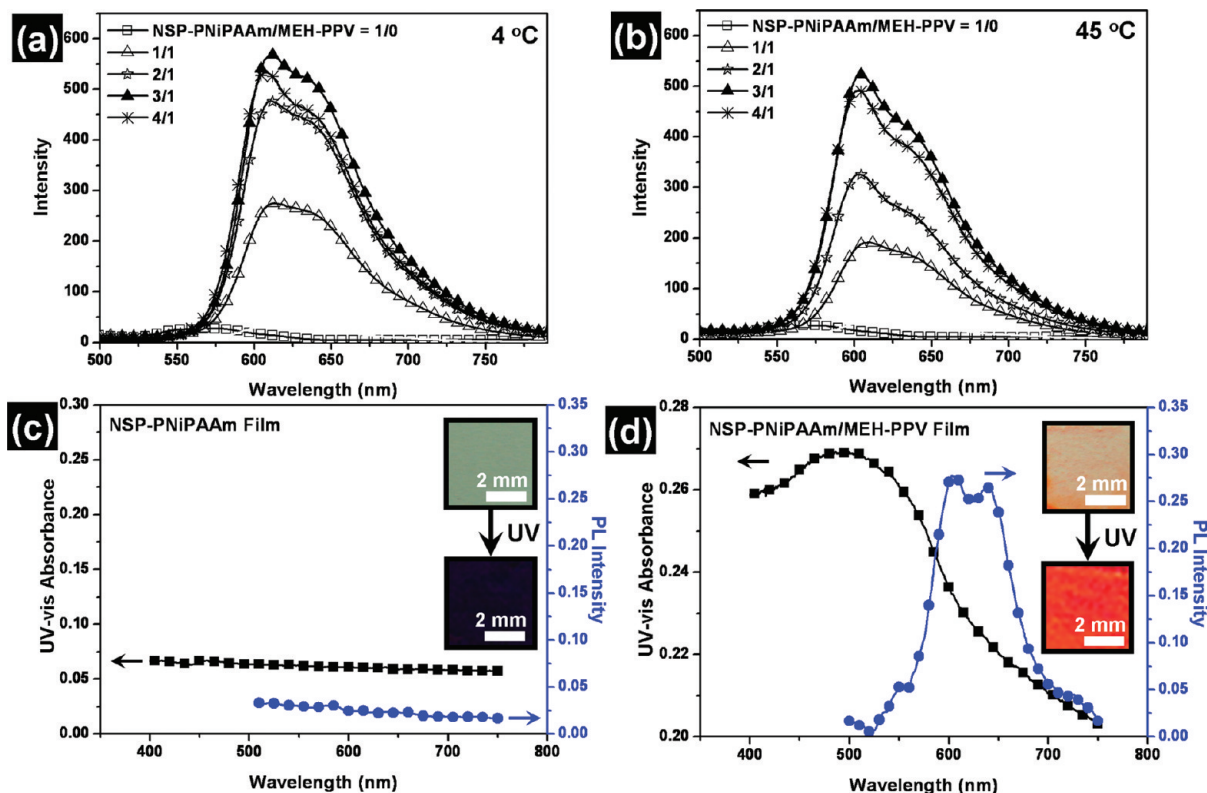 (a)
NSP-PNiPAAm/MEH-PPV = 1/0
4 °C
1/1
2/1
3/1
4/1
600
500
400
300
200
100
0
Intensity
500 550 600 650 700 750
Wavelength (nm)
(b)
NSP-PNiPAAm/MEH-PPV = 1/0
45 °C
1/1
2/1
3/1
4/1
600
500
400
300
200
100
0
Intensity
500 550 600 650 700 750
Wavelength (nm)
(c)
NSP-PNiPAAm Film
0.30
0.25
0.20
0.15
0.10
0.05
0.00
UV-vis Absorbance
2 mm
UV
2 mm
0.35
0.30
0.25
0.20
0.15
0.10
0.05
0.00
PL Intensity
400 450 500 550 600 650 700 750 800
Wavelength (nm)
(d)
NSP-PNiPAAm/MEH-PPV Film
0.28
0.26
0.24
0.22
0.20
UV-vis Absorbance
2 mm
UV
2 mm
0.35
0.30
0.25
0.20
0.15
0.10
0.05
0.00
PL Intensity
400 500 600 700 800
Wavelength (nm)